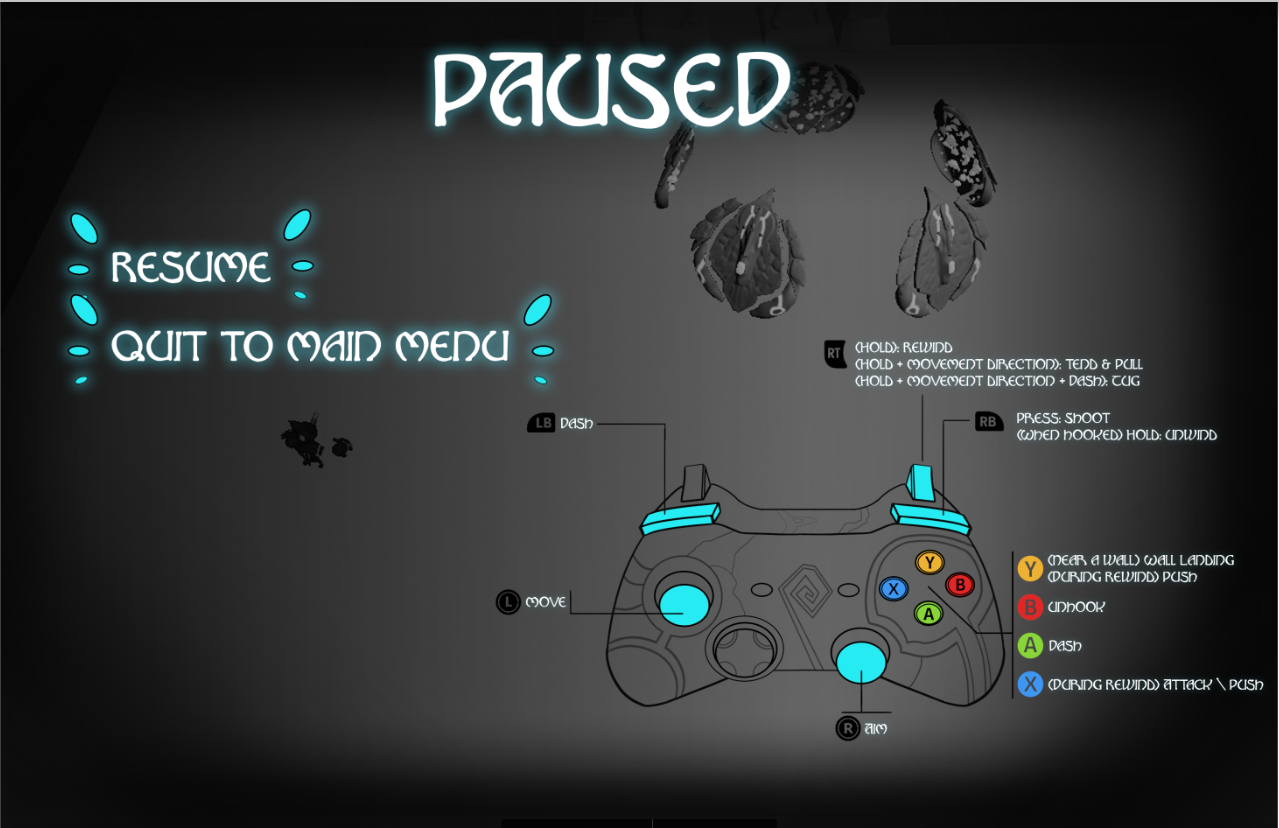 PAUSED
RESUME
QUIT TO MAIN MENU
RT (HOLD): REWIND
(HOLD + MOVEMENT DIRECTION): TEND & PULL
(HOLD + MOVEMENT DIRECTION + DASH): TUG
LB DASH
RB PRESS: SHOOT
(WHEN HOOKED) HOLD: UNWIND
Y
X
B
A
Y (NEAR A WALL) WALL LANDING
(DURING REWIND) PUSH
B UNHOOK
A DASH
X (DURING REWIND) ATTACK \ PUSH
L MOVE
R AIM